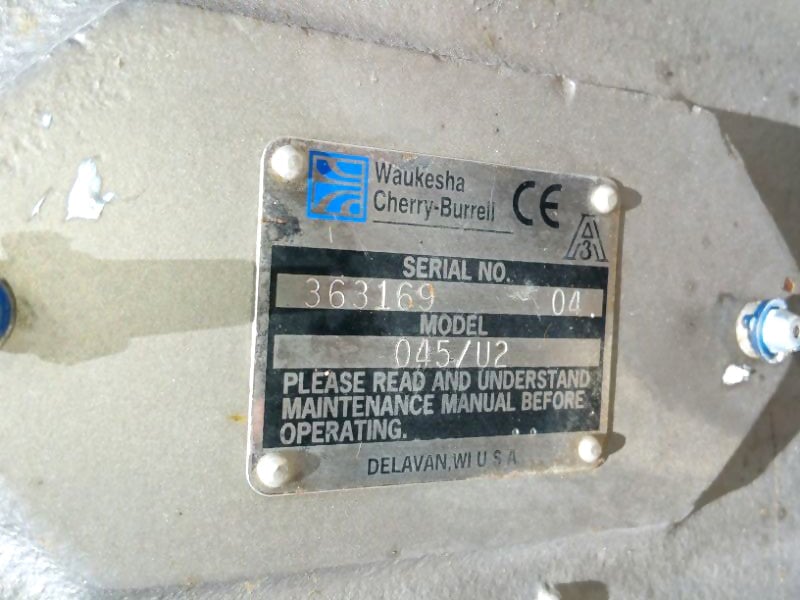 Waukesha
Cherry-Burrell
CE
3A
SERIAL NO.
363169 04
MODEL
045/U2
PLEASE READ AND UNDERSTAND
MAINTENANCE MANUAL BEFORE
OPERATING.
DELAVAN, WI U S A